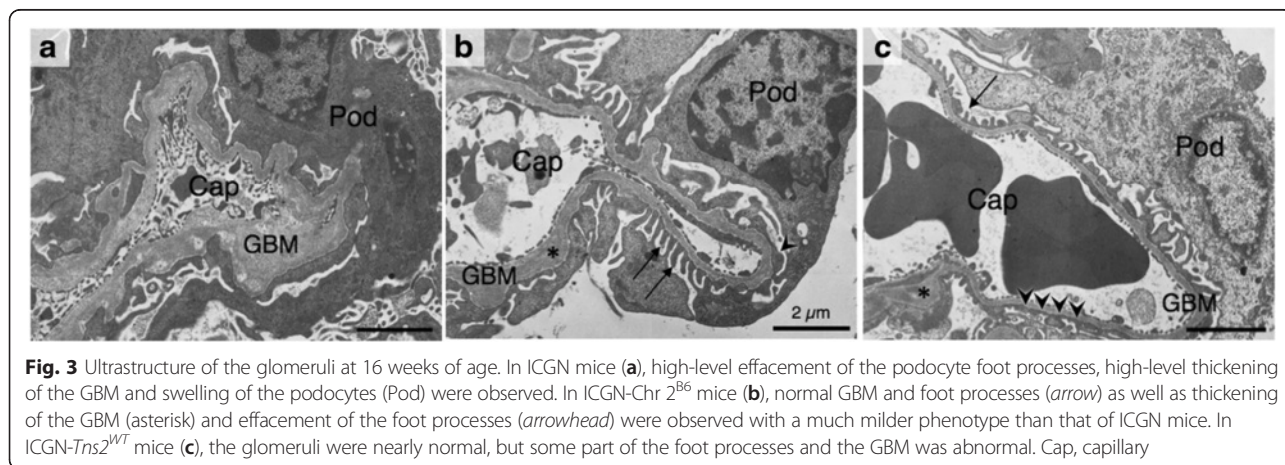 a
Pod
Cap
GBM
b
Pod
Cap
GBM
*
2 µm
c
Pod
Cap
*
GBM
Fig. 3 Ultrastructure of the glomeruli at 16 weeks of age. In ICGN mice (a), high-level effacement of the podocyte foot processes, high-level thickening
of the GBM and swelling of the podocytes (Pod) were observed. In ICGN-Chr 2B6 mice (b), normal GBM and foot processes (arrow) as well as thickening
of the GBM (asterisk) and effacement of the foot processes (arrowhead) were observed with a much milder phenotype than that of ICGN mice. In
ICGN-Tns2WT mice (c), the glomeruli were nearly normal, but some part of the foot processes and the GBM was abnormal. Cap, capillary